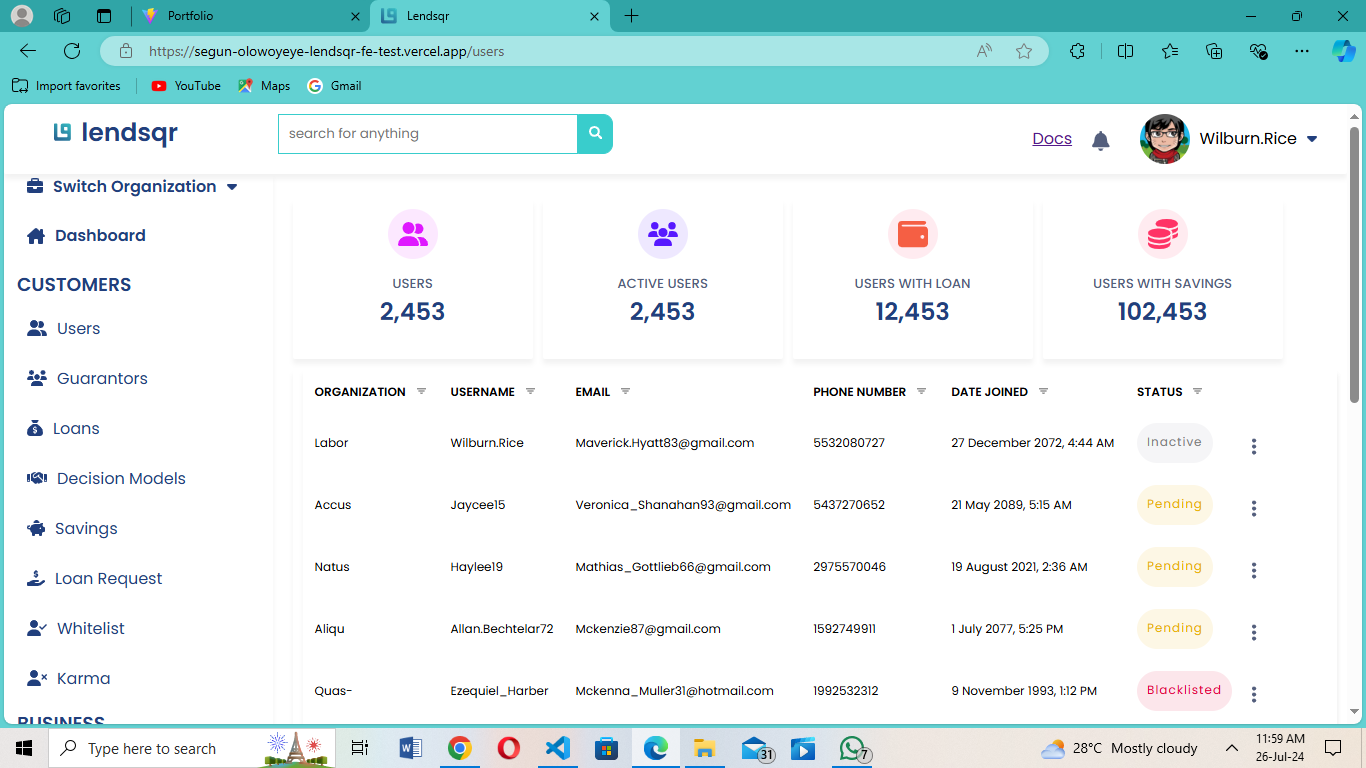 Portfolio
Lendsqr
https://segun-olowoyeye-lendsqr-fe-test.vercel.app/users
Import favorites
YouTube
Maps
Gmail
lendsqr
search for anything
Docs
Wilburn.Rice
Switch Organization
Dashboard
CUSTOMERS
Users
Guarantors
Loans
Decision Models
Savings
Loan Request
Whitelist
Karma
BUSINESS
USERS
2,453
ACTIVE USERS
2,453
USERS WITH LOAN
12,453
USERS WITH SAVINGS
102,453
ORGANIZATION USERNAME EMAIL PHONE NUMBER DATE JOINED STATUS
Labor Wilburn.Rice Maverick.Hyatt83@gmail.com 5532080727 27 December 2072, 4:44 AM Inactive
Accus Jaycee15 Veronica_Shanahan93@gmail.com 5437270652 21 May 2089, 5:15 AM Pending
Natus Haylee19 Mathias_Gottlieb66@gmail.com 2975570046 19 August 2021, 2:36 AM Pending
Aliqu Allan.Bechtelar72 Mckenzie87@gmail.com 1592749911 1 July 2077, 5:25 PM Pending
Quas- Ezequiel_Harber Mckenna_Muller31@hotmail.com 1992532312 9 November 1993, 1:12 PM Blacklisted
Type here to search
31
7
28°C Mostly cloudy
11:59 AM
26-Jul-24